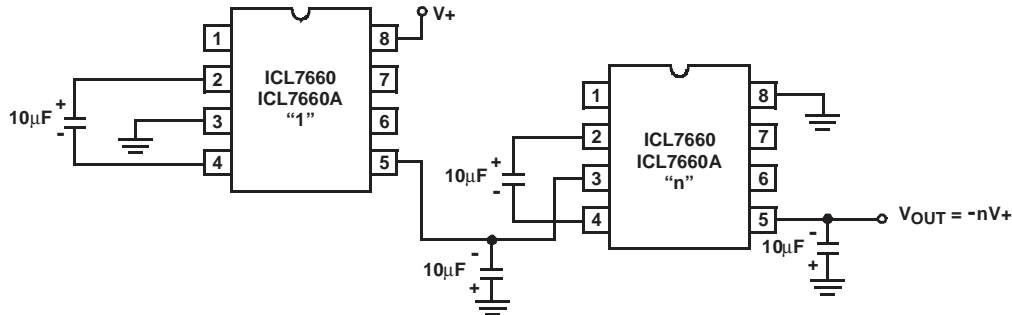 V+
1
8
2
7
3
6
4
5
ICL7660
ICL7660A
“1”
10µF
+
-
1
8
2
7
3
6
4
5
ICL7660
ICL7660A
“n”
10µF
+
-
-
10µF
+
VOUT = -nV+
-
10µF
+